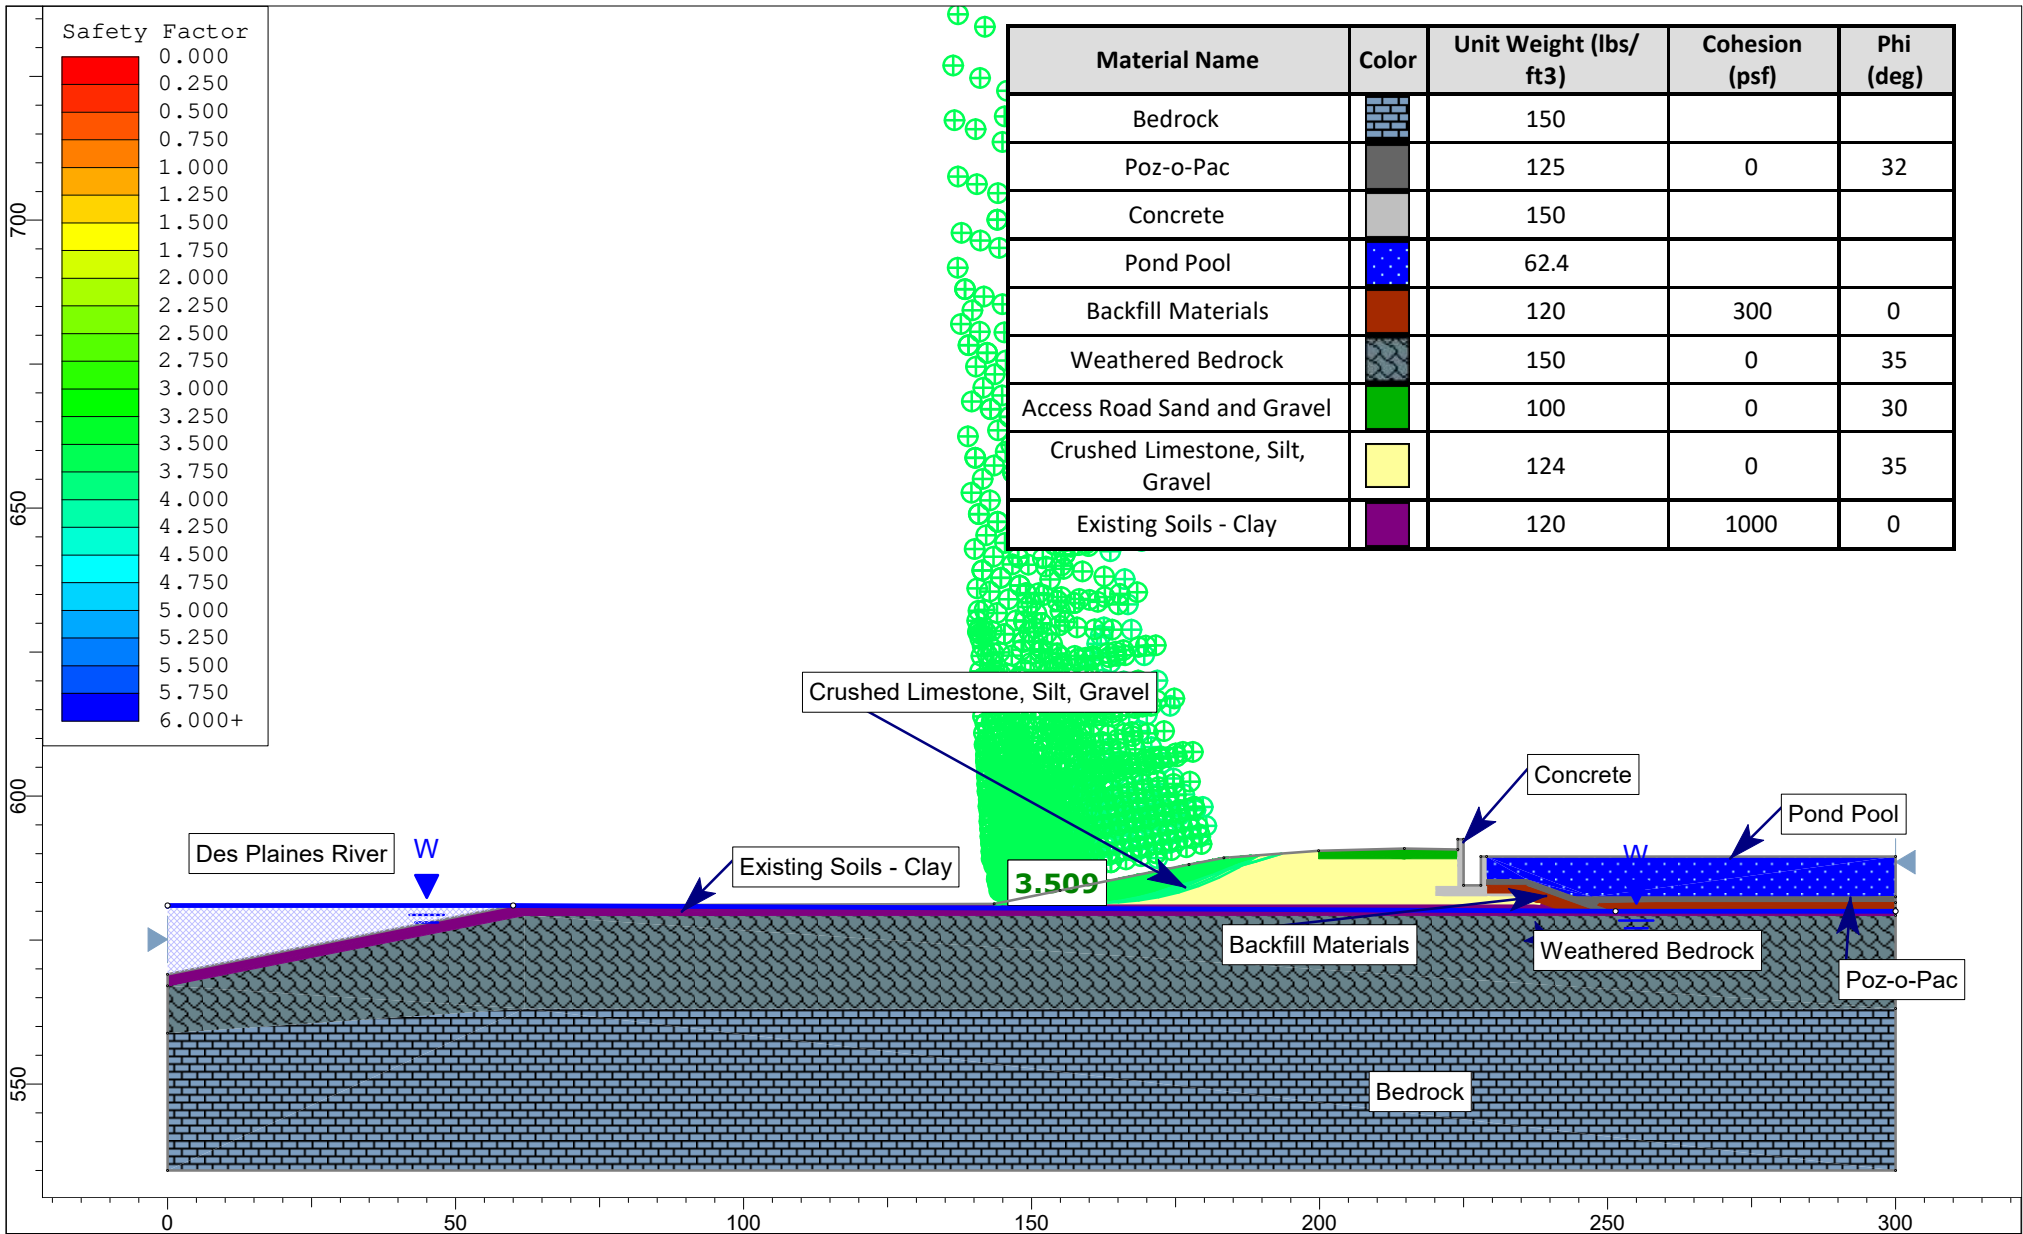 Safety Factor
0.000
0.250
0.500
0.750
1.000
1.250
1.500
1.750
2.000
2.250
2.500
2.750
3.000
3.250
3.500
3.750
4.000
4.250
4.500
4.750
5.000
5.250
5.500
5.750
6.000+
Material Name Color Unit Weight (lbs/ft3) Cohesion (psf) Phi (deg)
Bedrock 150
Poz-o-Pac 125 0 32
Concrete 150
Pond Pool 62.4
Backfill Materials 120 300 0
Weathered Bedrock 150 0 35
Access Road Sand and Gravel 100 0 30
Crushed Limestone, Silt, Gravel 124 0 35
Existing Soils - Clay 120 1000 0
700
650
600
550
Crushed Limestone, Silt, Gravel
Concrete
Pond Pool
Des Plaines River
W
Existing Soils - Clay
3.509
W
Backfill Materials
Weathered Bedrock
Poz-o-Pac
Bedrock
0 50 100 150 200 250 300